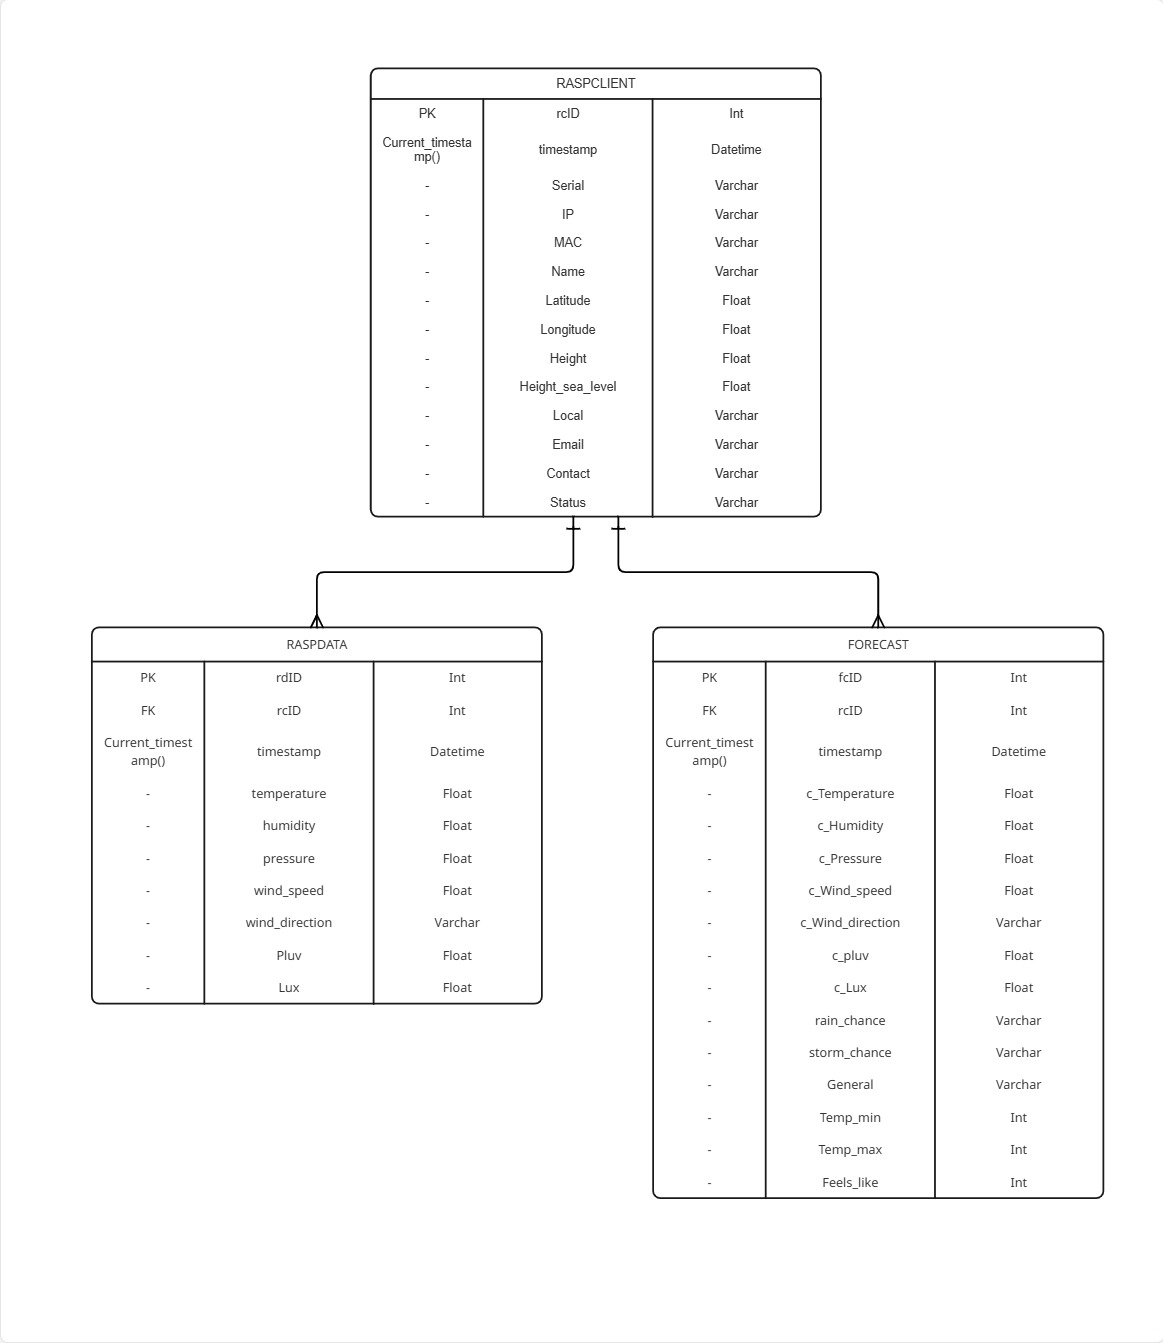 RASPCLIENT
PK rcID Int
Current_timesta
mp() timestamp Datetime
- Serial Varchar
- IP Varchar
- MAC Varchar
- Name Varchar
- Latitude Float
- Longitude Float
- Height Float
- Height_sea_level Float
- Local Varchar
- Email Varchar
- Contact Varchar
- Status Varchar
RASPDATA
PK rdID Int
FK rcID Int
Current_timest
amp() timestamp Datetime
- temperature Float
- humidity Float
- pressure Float
- wind_speed Float
- wind_direction Varchar
- Pluv Float
- Lux Float
FORECAST
PK fcID Int
FK rcID Int
Current_timest
amp() timestamp Datetime
- c_Temperature Float
- c_Humidity Float
- c_Pressure Float
- c_Wind_speed Float
- c_Wind_direction Varchar
- c_pluv Float
- c_Lux Float
- rain_chance Varchar
- storm_chance Varchar
- General Varchar
- Temp_min Int
- Temp_max Int
- Feels_like Int